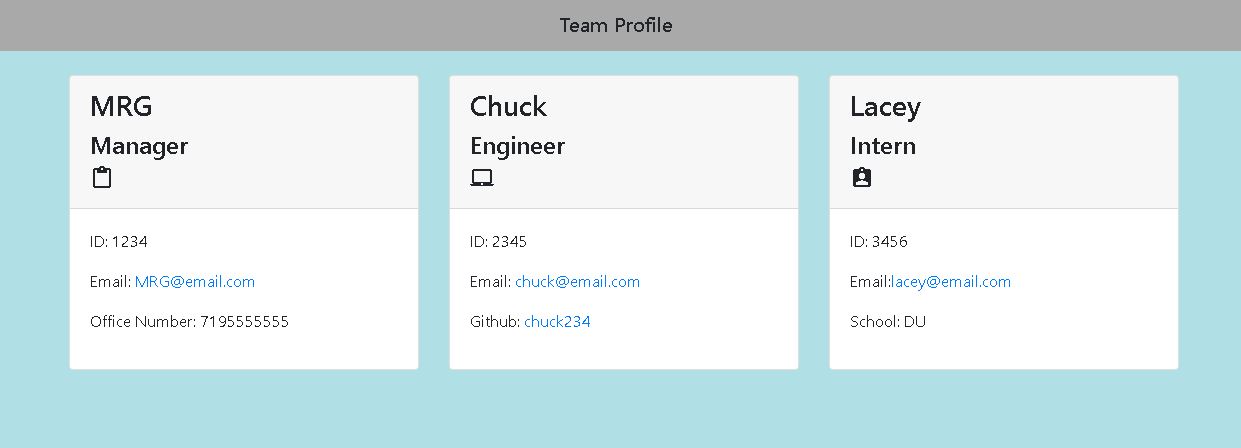 Team Profile
MRG
Manager
ID: 1234
Email: MRG@email.com
Office Number: 7195555555
Chuck
Engineer
ID: 2345
Email: chuck@email.com
Github: chuck234
Lacey
Intern
ID: 3456
Email:lacey@email.com
School: DU